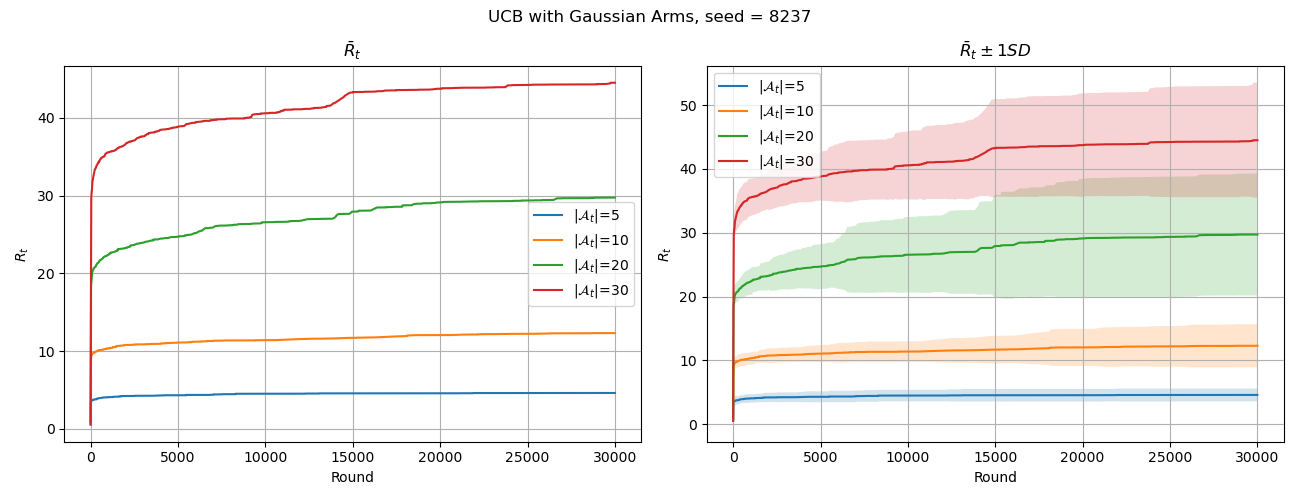 UCB with Gaussian Arms, seed = 8237
R̄_t
R_t
40
30
20
10
0
|𝒜_t|=5
|𝒜_t|=10
|𝒜_t|=20
|𝒜_t|=30
0 5000 10000 15000 20000 25000 30000
Round
R̄_t ± 1SD
R_t
50
40
30
20
10
0
|𝒜_t|=5
|𝒜_t|=10
|𝒜_t|=20
|𝒜_t|=30
0 5000 10000 15000 20000 25000 30000
Round